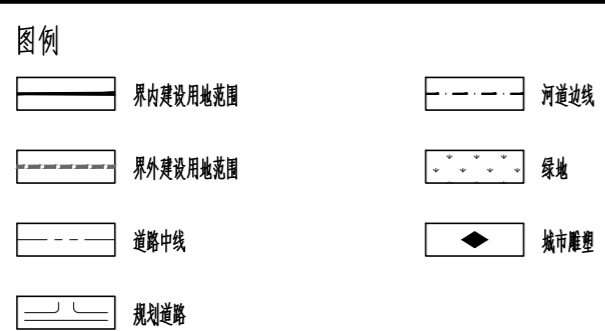 图例
界内建设用地范围
河道边线
界外建设用地范围
绿地
道路中线
城市雕塑
规划道路